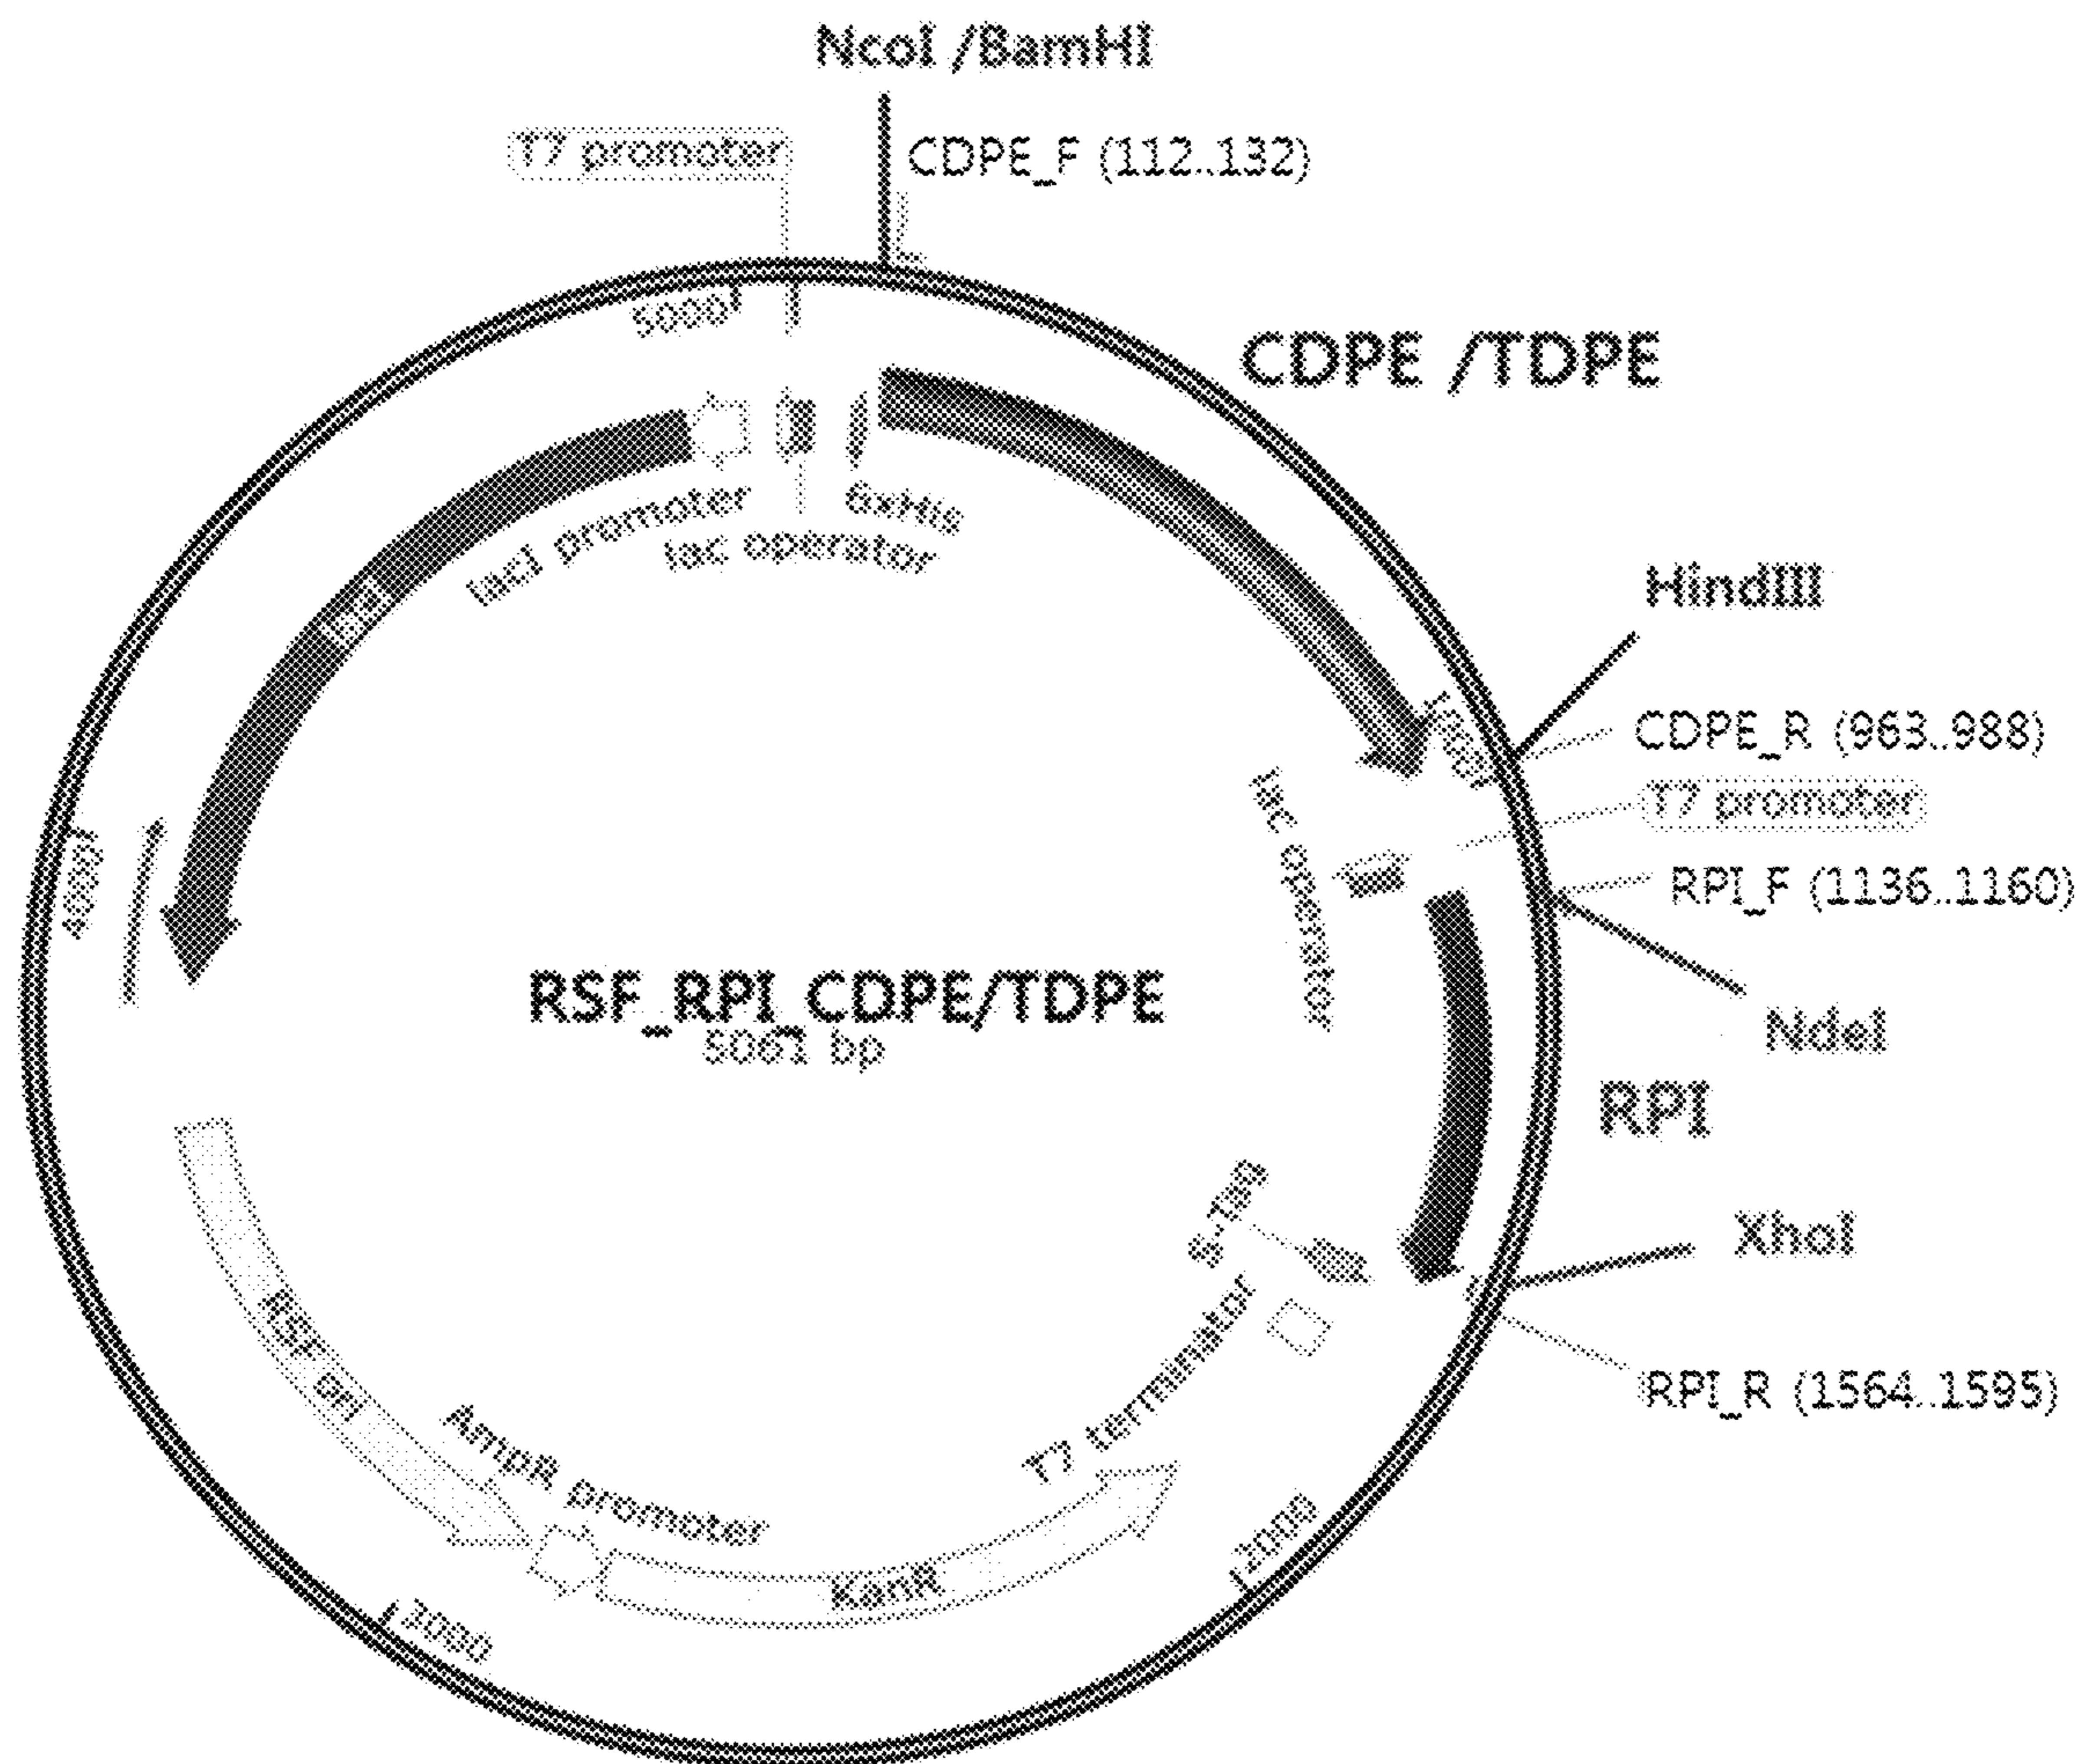 NcoI /BamHI
T7 promoter
CDPE_F (112..132)
5000
CDPE /TDPE
lacI promoter
lac operator
6xHis
lacI
HindIII
1000
CDPE_R (963..988)
T7 promoter
lac operator
RPI_F (1136..1160)
4000
RSF_RPI_CDPE/TDPE
5061 bp
NdeI
RPI
S-Tag
XhoI
T7 terminator
RSF ori
RPI_R (1564..1595)
AmpR promoter
2000
KanR
3000